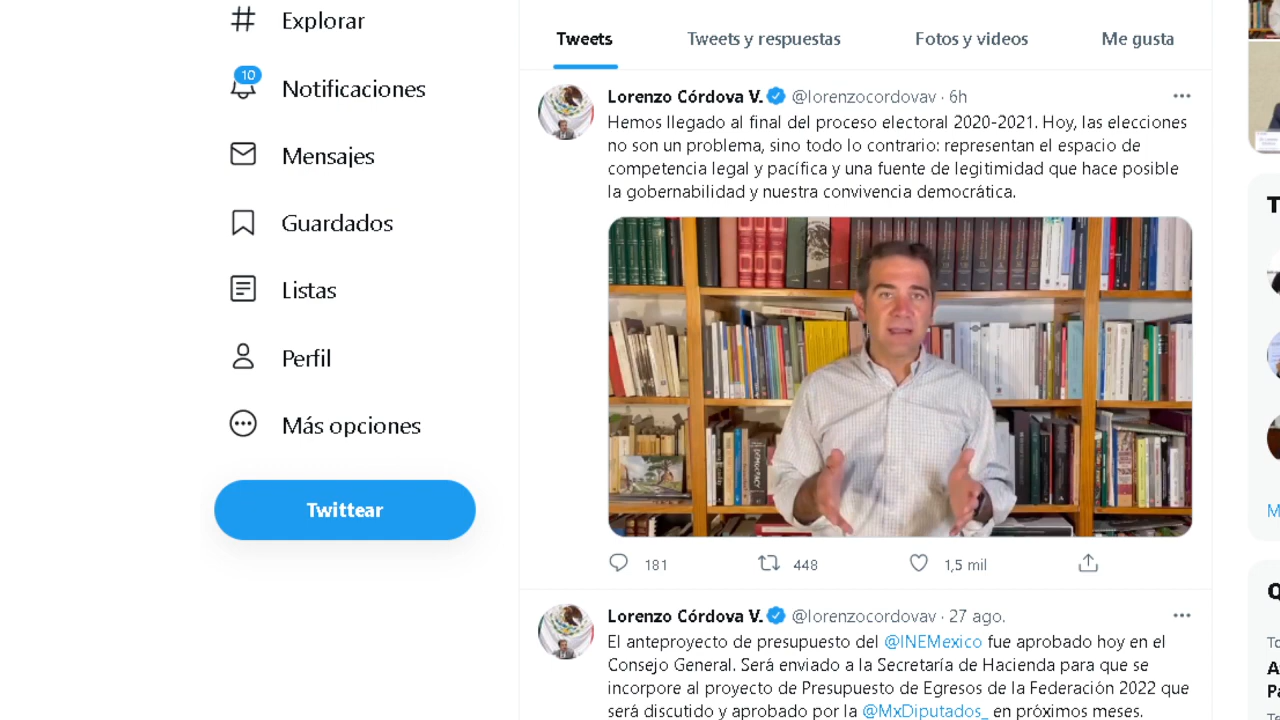 Explorar
10
Notificaciones
Mensajes
Guardados
Listas
Perfil
Más opciones
Twittear
Tweets Tweets y respuestas Fotos y videos Me gusta
Lorenzo Córdova V. @lorenzocordovav · 6h
Hemos llegado al final del proceso electoral 2020-2021. Hoy, las elecciones
no son un problema, sino todo lo contrario: representan el espacio de
competencia legal y pacífica y una fuente de legitimidad que hace posible
la gobernabilidad y nuestra convivencia democrática.
DEMOCRACY
181 448 1,5 mil
Lorenzo Córdova V. @lorenzocordovav · 27 ago.
El anteproyecto de presupuesto del @INEMexico fue aprobado hoy en el
Consejo General. Será enviado a la Secretaría de Hacienda para que se
incorpore al proyecto de Presupuesto de Egresos de la Federación 2022 que
será discutido y aprobado por la @MxDiputados_ en próximos meses.